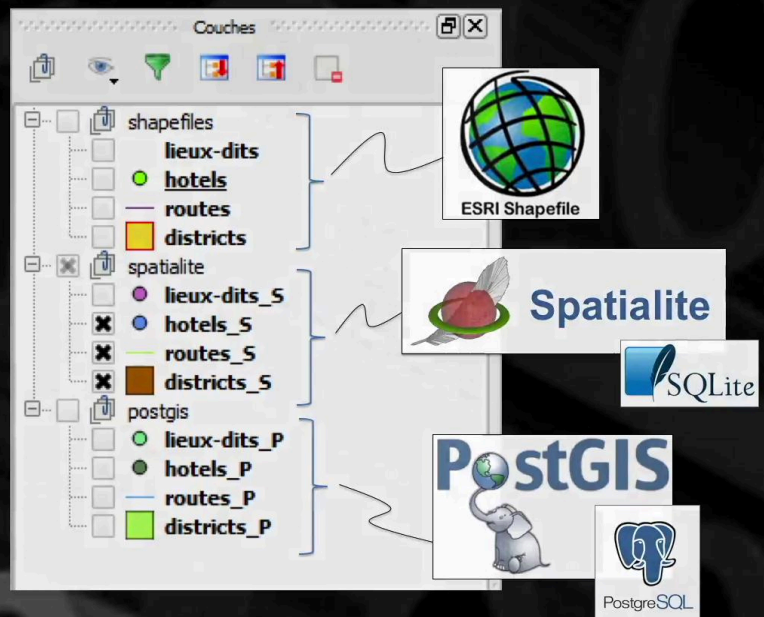 Couches
shapefiles
lieux-dits
hotels
routes
districts
spatialite
lieux-dits_S
hotels_S
routes_S
districts_S
postgis
lieux-dits_P
hotels_P
routes_P
districts_P
ESRI Shapefile
Spatialite
SQLite
PostGIS
PostgreSQL